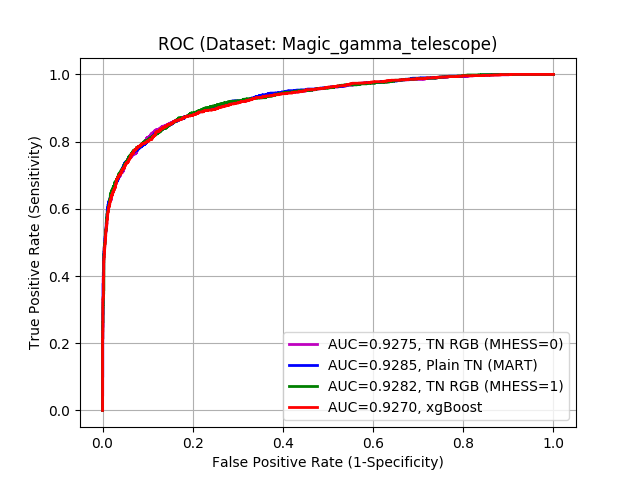 ROC (Dataset: Magic_gamma_telescope)
True Positive Rate (Sensitivity)
1.0
0.8
0.6
0.4
0.2
0.0
AUC=0.9275, TN RGB (MHESS=0)
AUC=0.9285, Plain TN (MART)
AUC=0.9282, TN RGB (MHESS=1)
AUC=0.9270, xgBoost
0.0 0.2 0.4 0.6 0.8 1.0
False Positive Rate (1-Specificity)